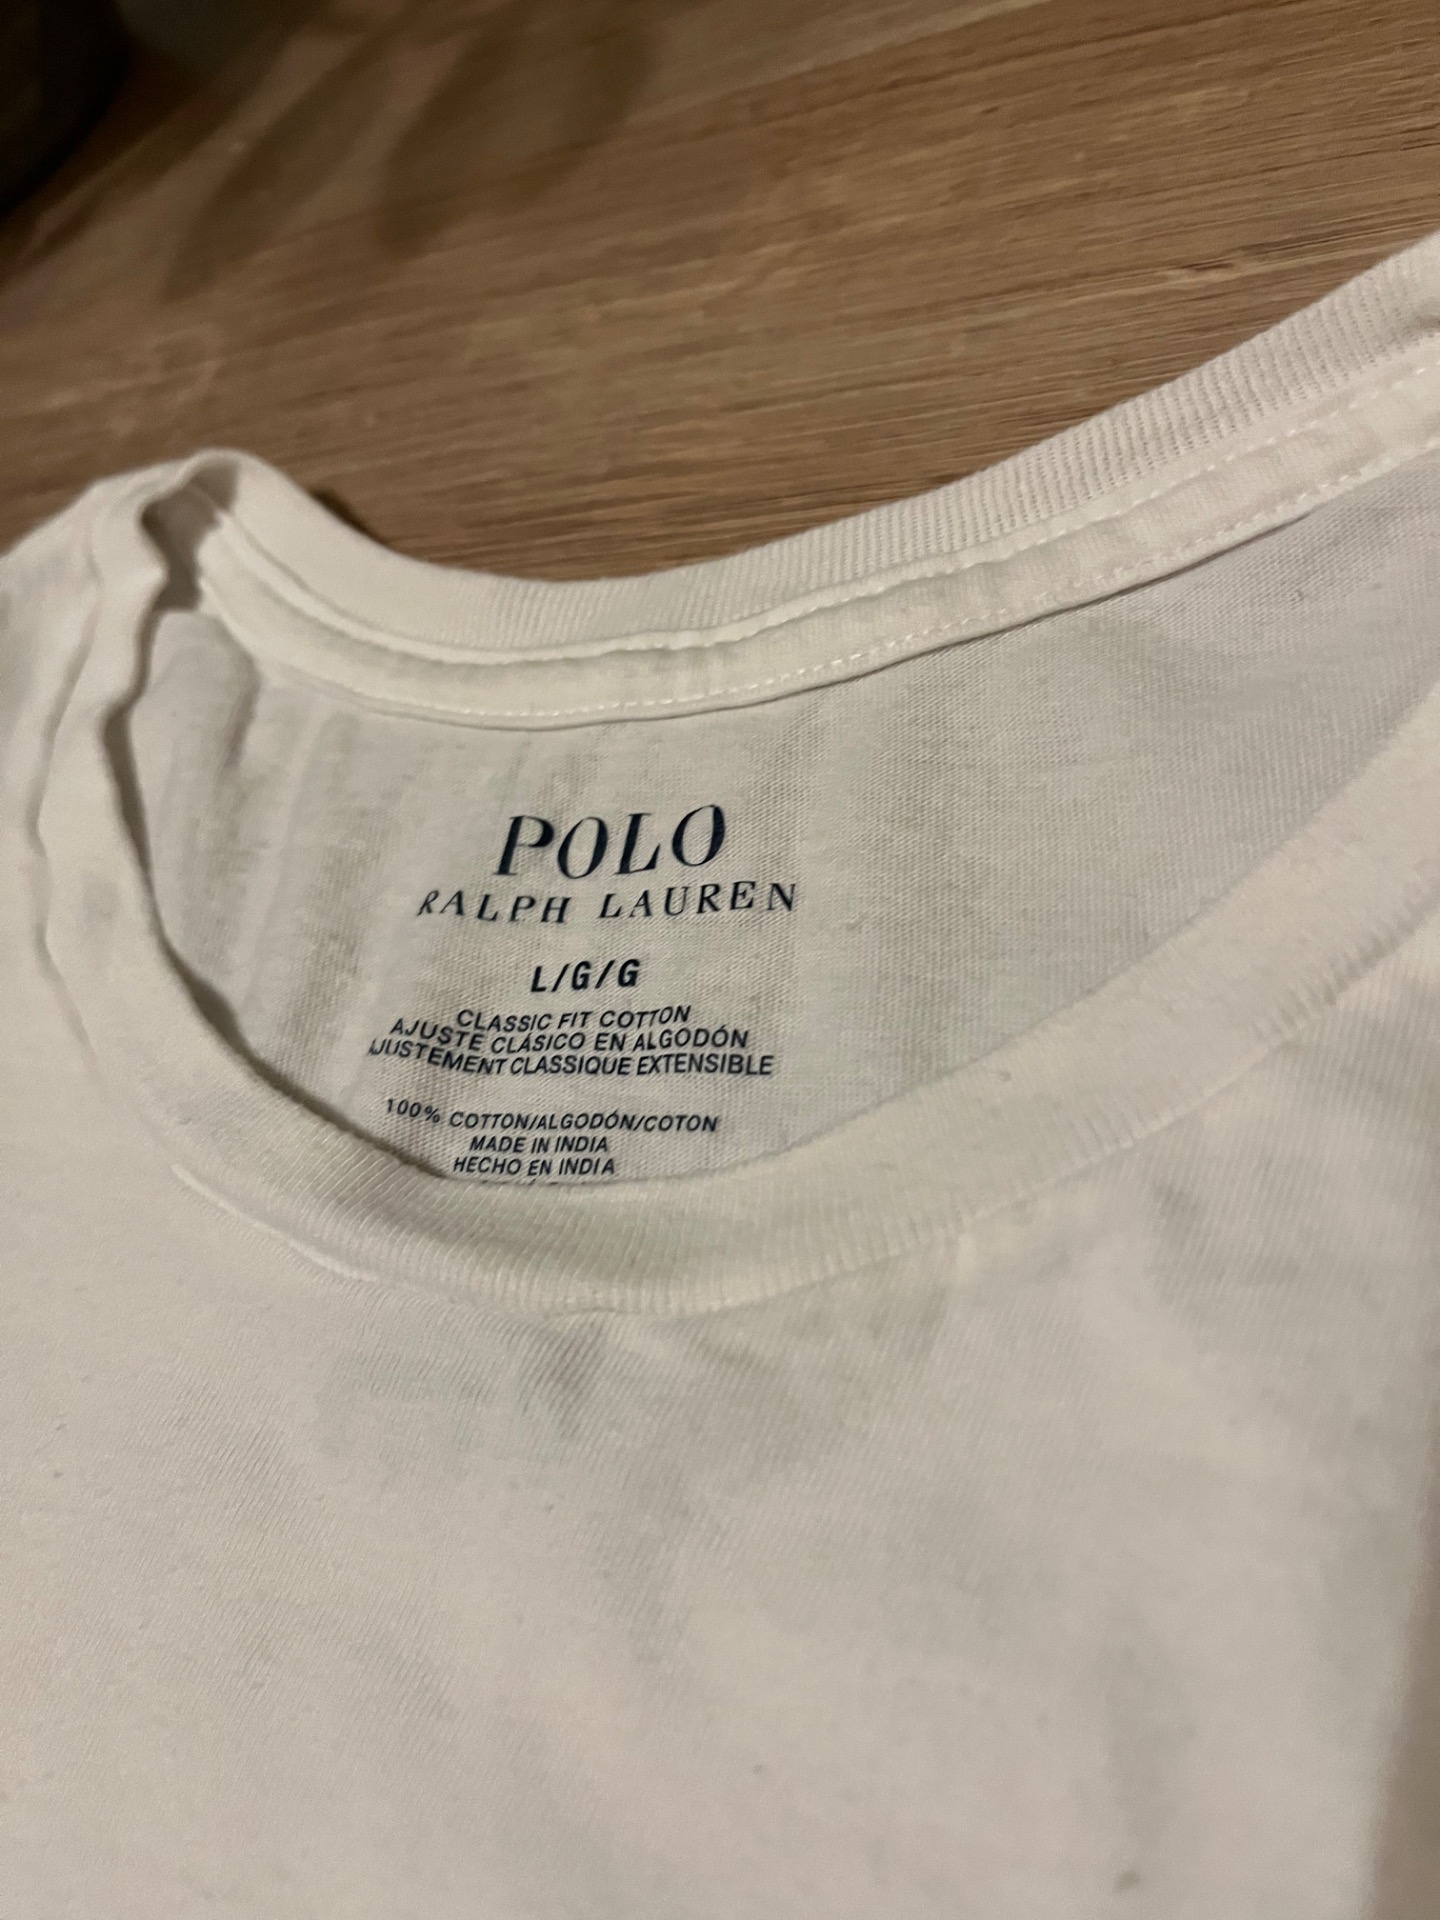 POLO
RALPH LAUREN
L/G/G
CLASSIC FIT COTTON
AJUSTE CLÁSICO EN ALGODÓN
AJUSTEMENT CLASSIQUE EXTENSIBLE
100% COTTON/ALGODÓN/COTON
MADE IN INDIA
HECHO EN INDIA